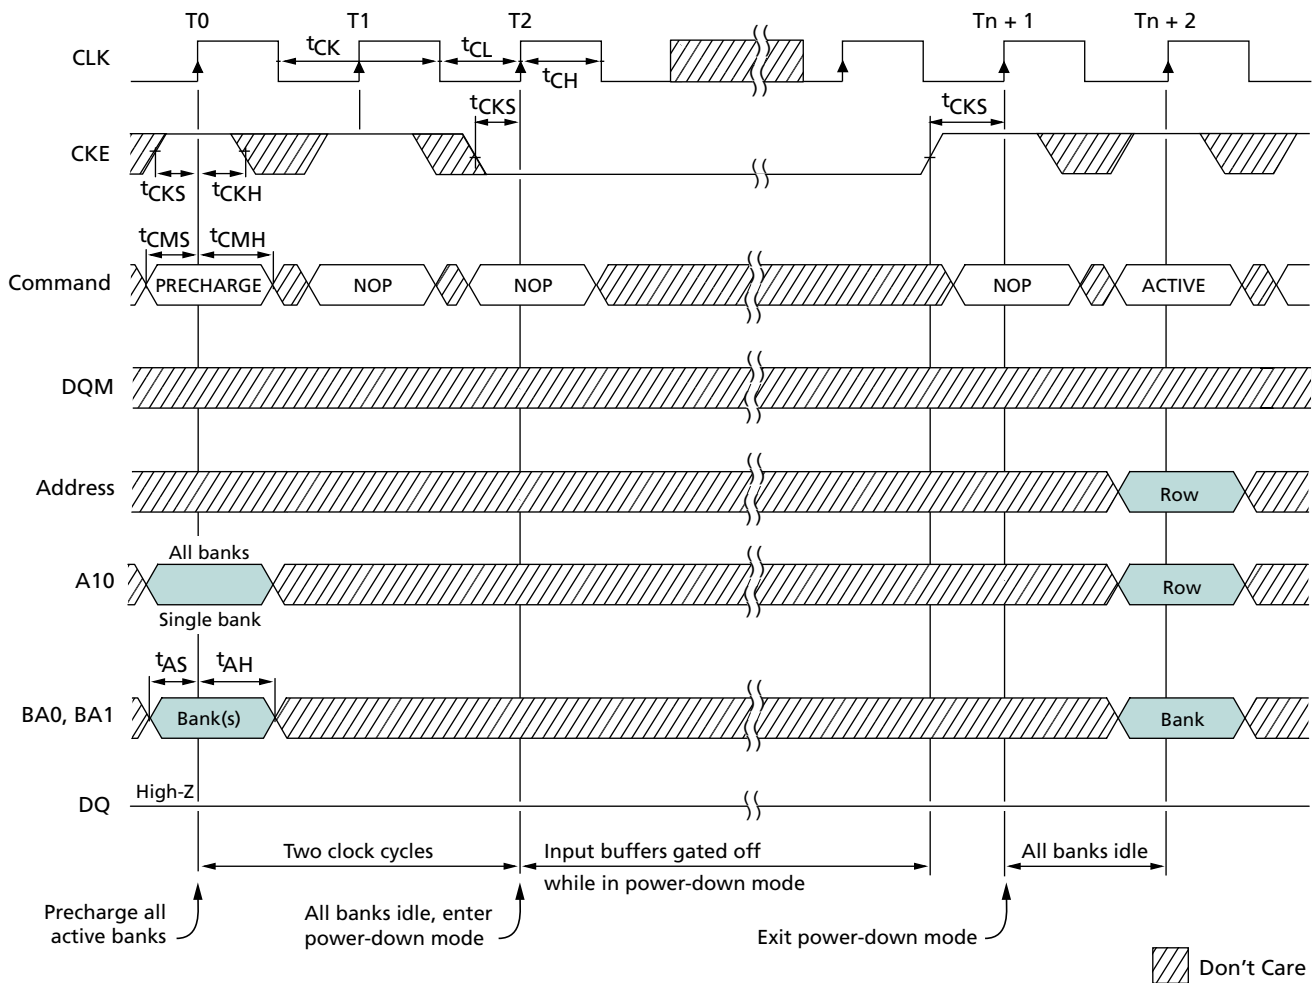 T0
T1
T2
Tn + 1
Tn + 2
CLK
tCK
tCL
tCH
tCKS
tCKS
CKE
tCKS
tCKH
tCMS
tCMH
Command
PRECHARGE
NOP
NOP
NOP
ACTIVE
DQM
Address
Row
All banks
A10
Row
Single bank
tAS
tAH
BA0, BA1
Bank(s)
Bank
High-Z
DQ
Two clock cycles
Input buffers gated off
while in power-down mode
All banks idle
Precharge all
active banks
All banks idle, enter
power-down mode
Exit power-down mode
Don't Care